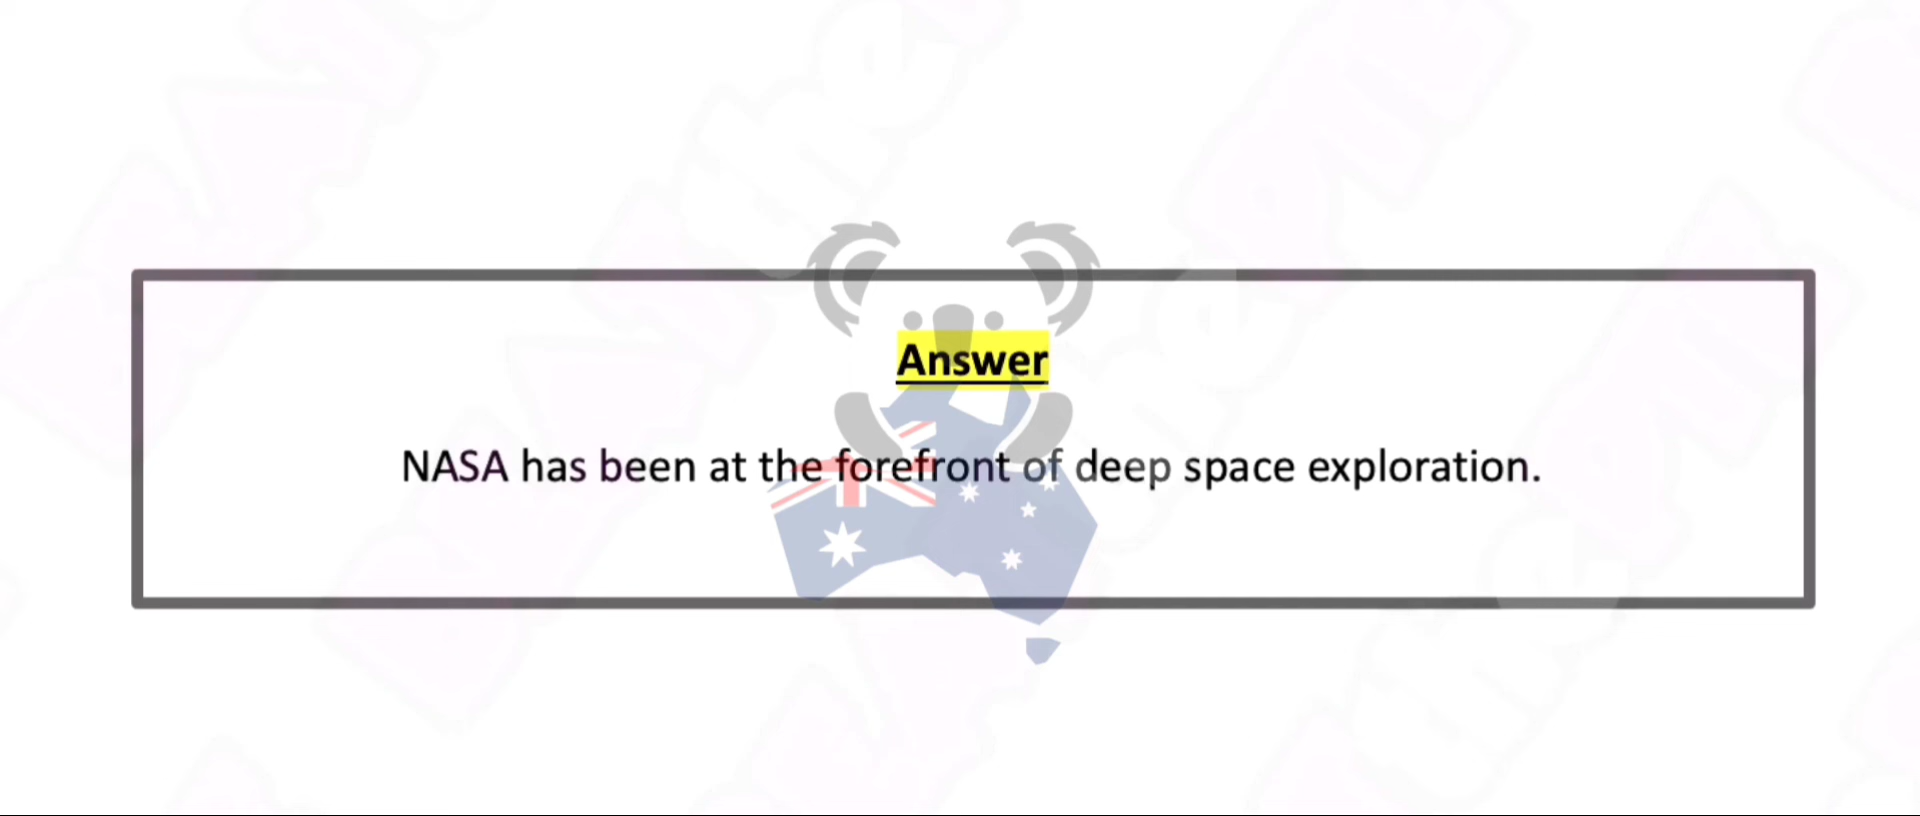 Answer
NASA has been at the forefront of deep space exploration.